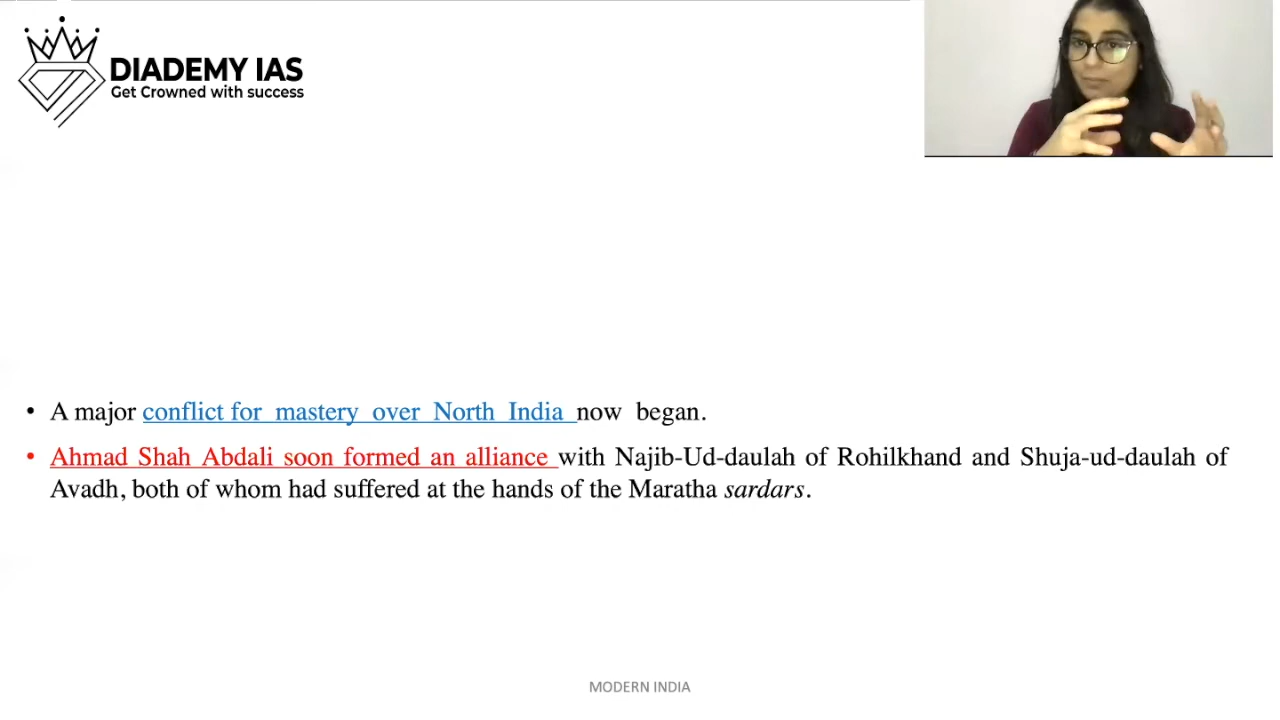 DIADEMY IAS
Get Crowned with success
• A major conflict for mastery over North India now began.
• Ahmad Shah Abdali soon formed an alliance with Najib-Ud-daulah of Rohilkhand and Shuja-ud-daulah of
Avadh, both of whom had suffered at the hands of the Maratha sardars.
MODERN INDIA